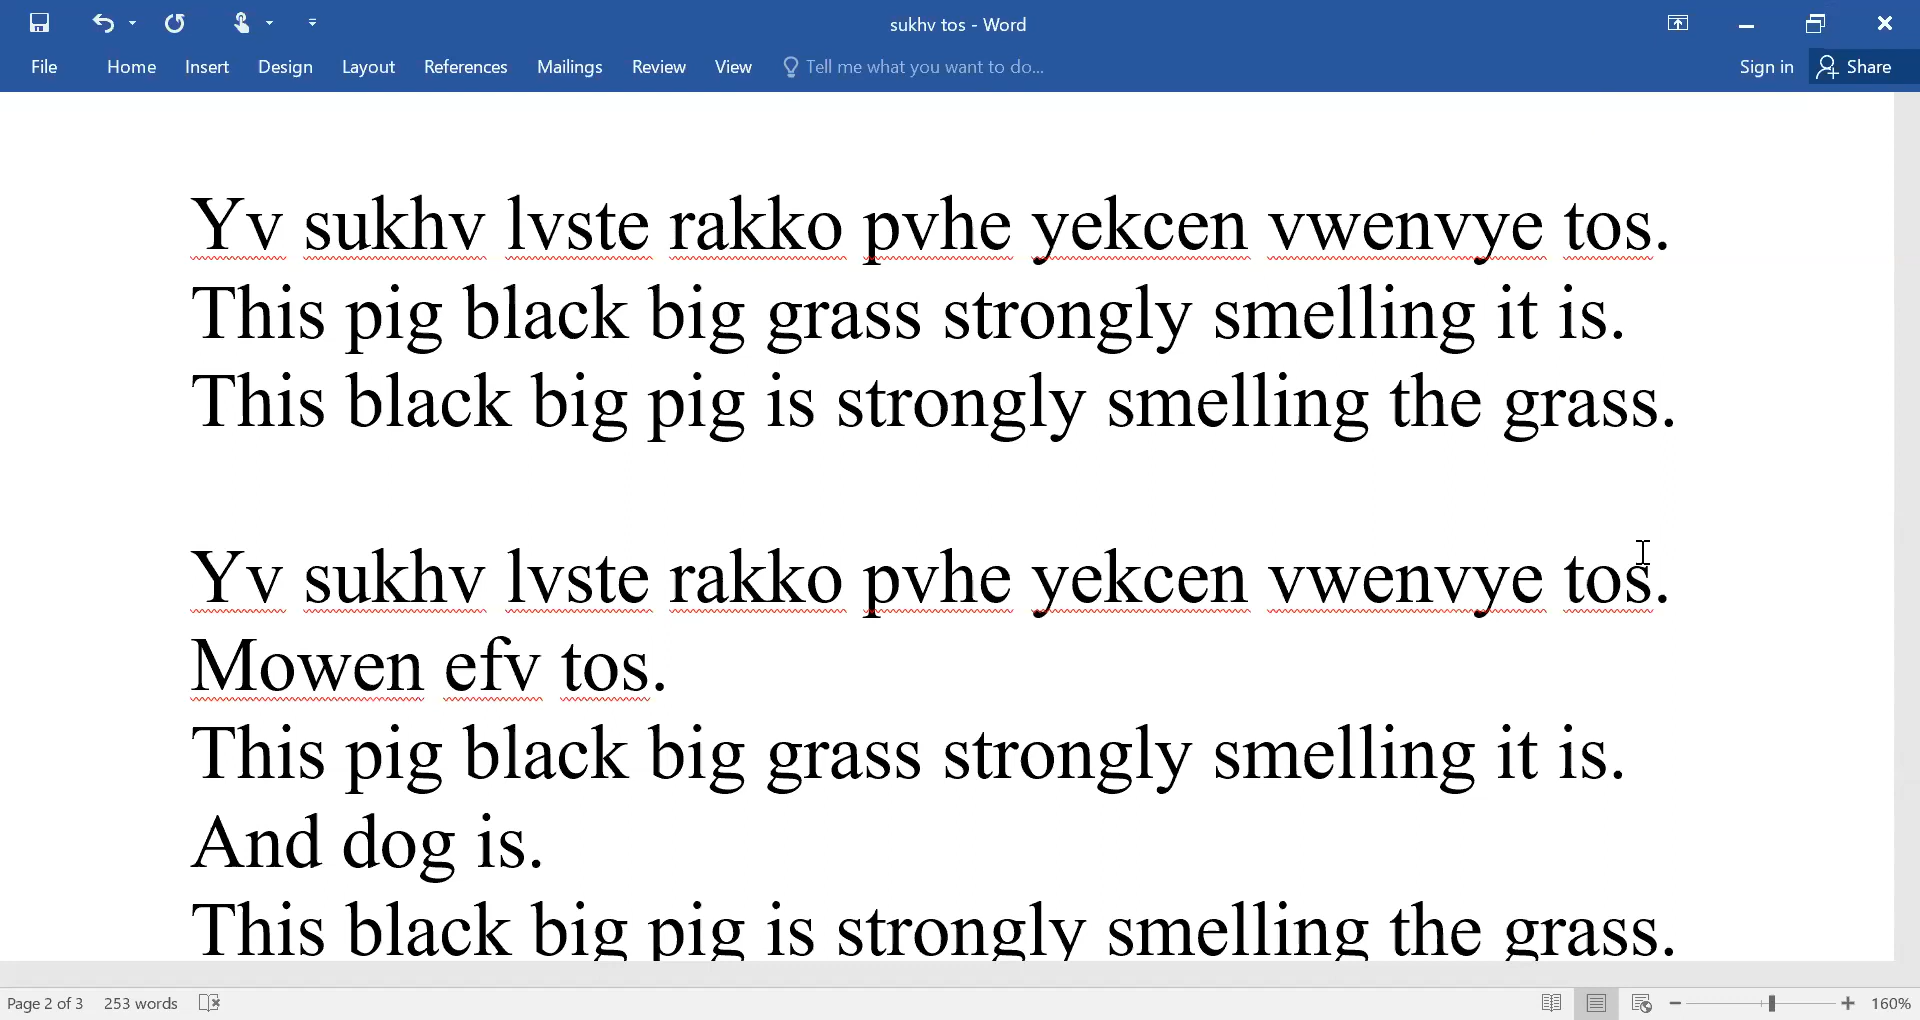 sukhv tos - Word
File Home Insert Design Layout References Mailings Review View Tell me what you want to do... Sign in Share
Yv sukhv lvste rakko pvhe yekcen vwenvye tos.
This pig black big grass strongly smelling it is.
This black big pig is strongly smelling the grass.
Yv sukhv lvste rakko pvhe yekcen vwenvye tos.
Mowen efv tos.
This pig black big grass strongly smelling it is.
And dog is.
This black big pig is strongly smelling the grass.
Page 2 of 3 253 words 160%